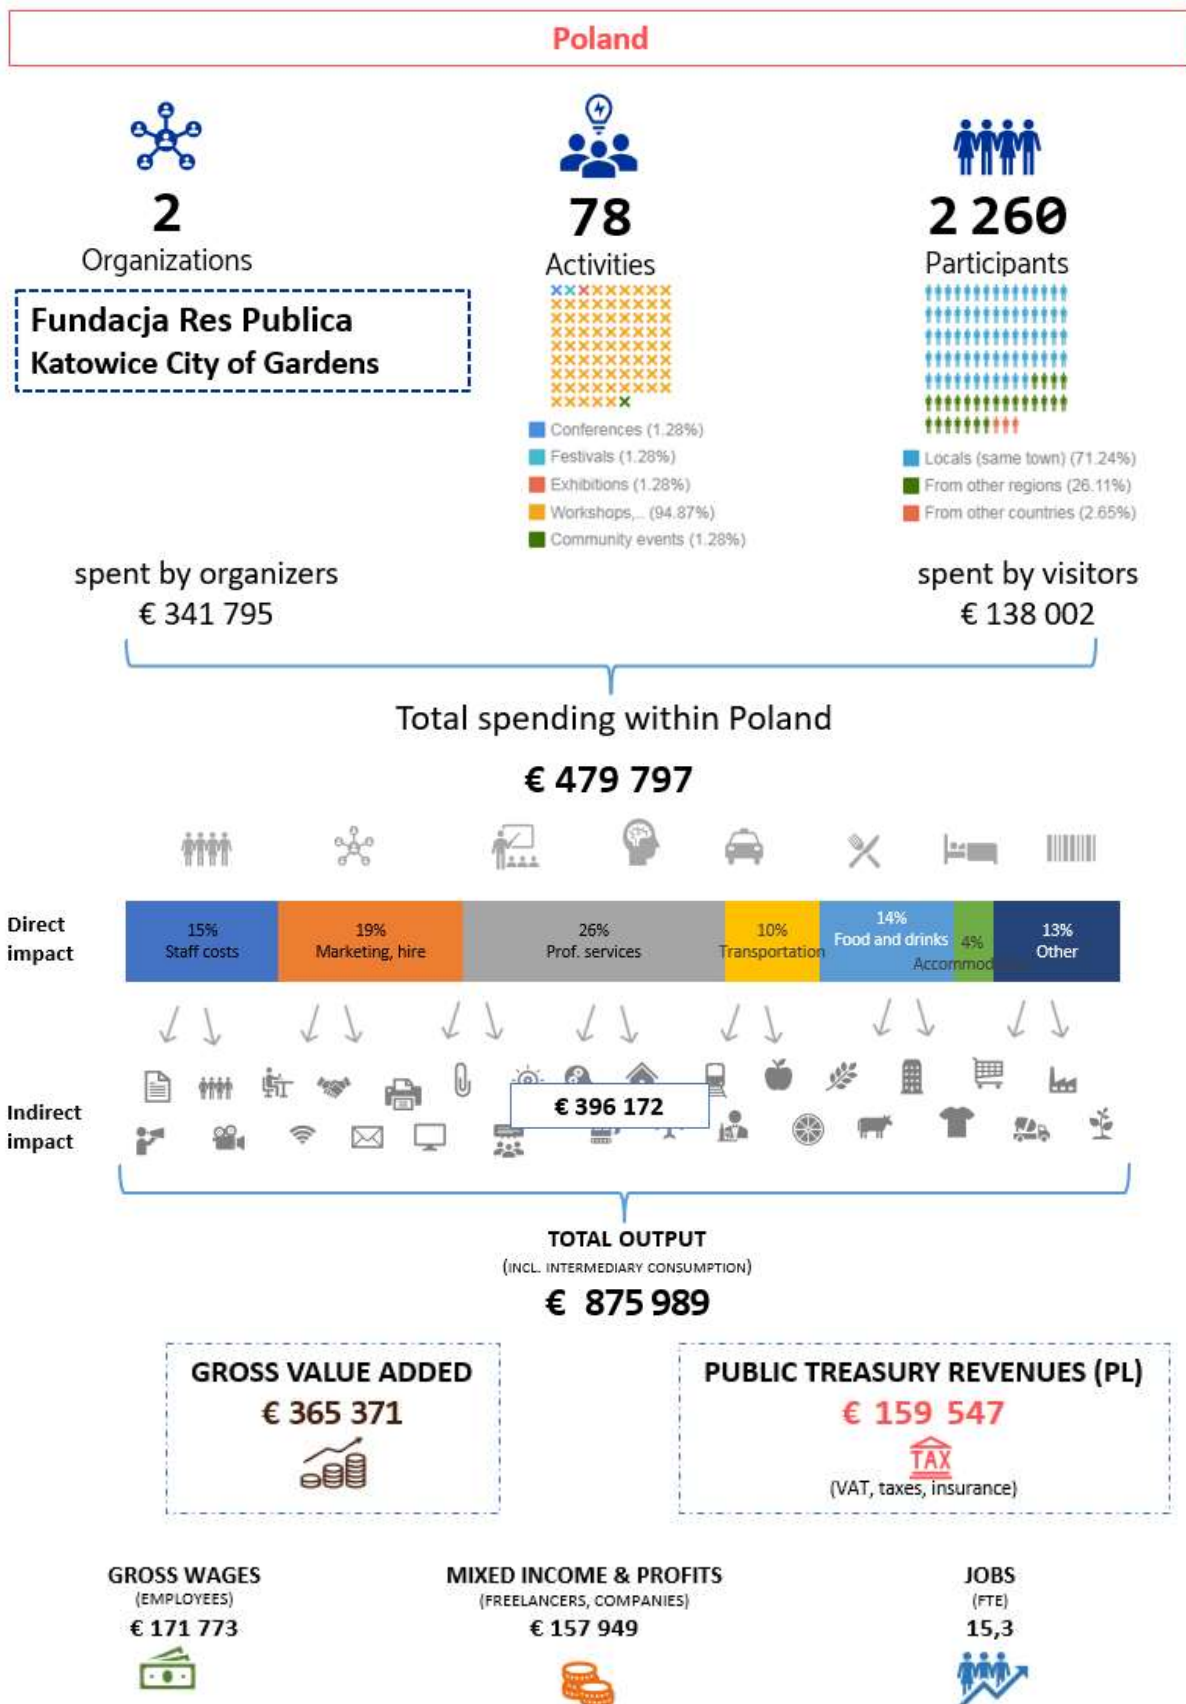 Poland
2
Organizations
Fundacja Res Publica
Katowice City of Gardens
78
Activities
Conferences (1.28%)
Festivals (1.28%)
Exhibitions (1.28%)
Workshops,.. (94.87%)
Community events (1.28%)
2 260
Participants
Locals (same town) (71.24%)
From other regions (26.11%)
From other countries (2.65%)
spent by organizers
€ 341 795
spent by visitors
€ 138 002
Total spending within Poland
€ 479 797
Direct
impact
15%
Staff costs
19%
Marketing, hire
26%
Prof. services
10%
Transportation
14%
Food and drinks
4%
13%
Other
Indirect
impact
€ 396 172
TOTAL OUTPUT
(INCL. INTERMEDIARY CONSUMPTION)
€ 875 989
GROSS VALUE ADDED
€ 365 371
PUBLIC TREASURY REVENUES (PL)
€ 159 547
TAX
(VAT, taxes, insurance)
GROSS WAGES
(EMPLOYEES)
€ 171 773
MIXED INCOME & PROFITS
(FREELANCERS, COMPANIES)
€ 157 949
JOBS
(FTE)
15,3